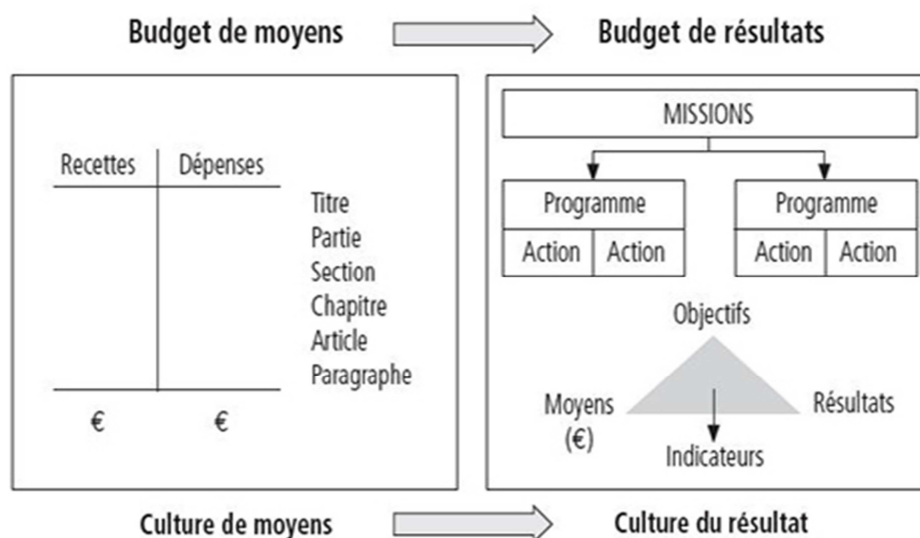 Budget de moyens
Budget de résultats
Recettes
Dépenses
Titre
Partie
Section
Chapitre
Article
Paragraphe
€
€
MISSIONS
Programme
Programme
Action
Action
Action
Action
Objectifs
Moyens
(€)
Résultats
Indicateurs
Culture de moyens
Culture du résultat